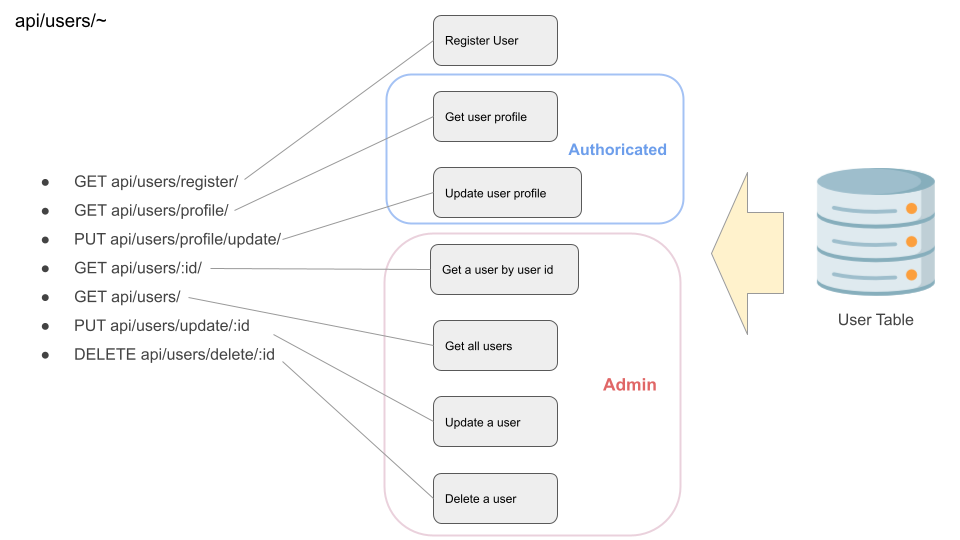 api/users/~
● GET api/users/register/
● GET api/users/profile/
● PUT api/users/profile/update/
● GET api/users/:id/
● GET api/users/
● PUT api/users/update/:id
● DELETE api/users/delete/:id
Register User
Get user profile
Authoricated
Update user profile
Get a user by user id
Get all users
Admin
Update a user
Delete a user
User Table